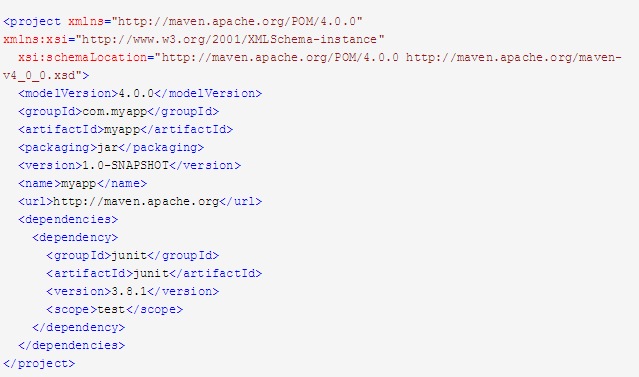 <project xmlns="http://maven.apache.org/POM/4.0.0"
xmlns:xsi="http://www.w3.org/2001/XMLSchema-instance"
xsi:schemaLocation="http://maven.apache.org/POM/4.0.0 http://maven.apache.org/maven-
v4_0_0.xsd">
<modelVersion>4.0.0</modelVersion>
<groupId>com.myapp</groupId>
<artifactId>myapp</artifactId>
<packaging>jar</packaging>
<version>1.0-SNAPSHOT</version>
<name>myapp</name>
<url>http://maven.apache.org</url>
<dependencies>
<dependency>
<groupId>junit</groupId>
<artifactId>junit</artifactId>
<version>3.8.1</version>
<scope>test</scope>
</dependency>
</dependencies>
</project>